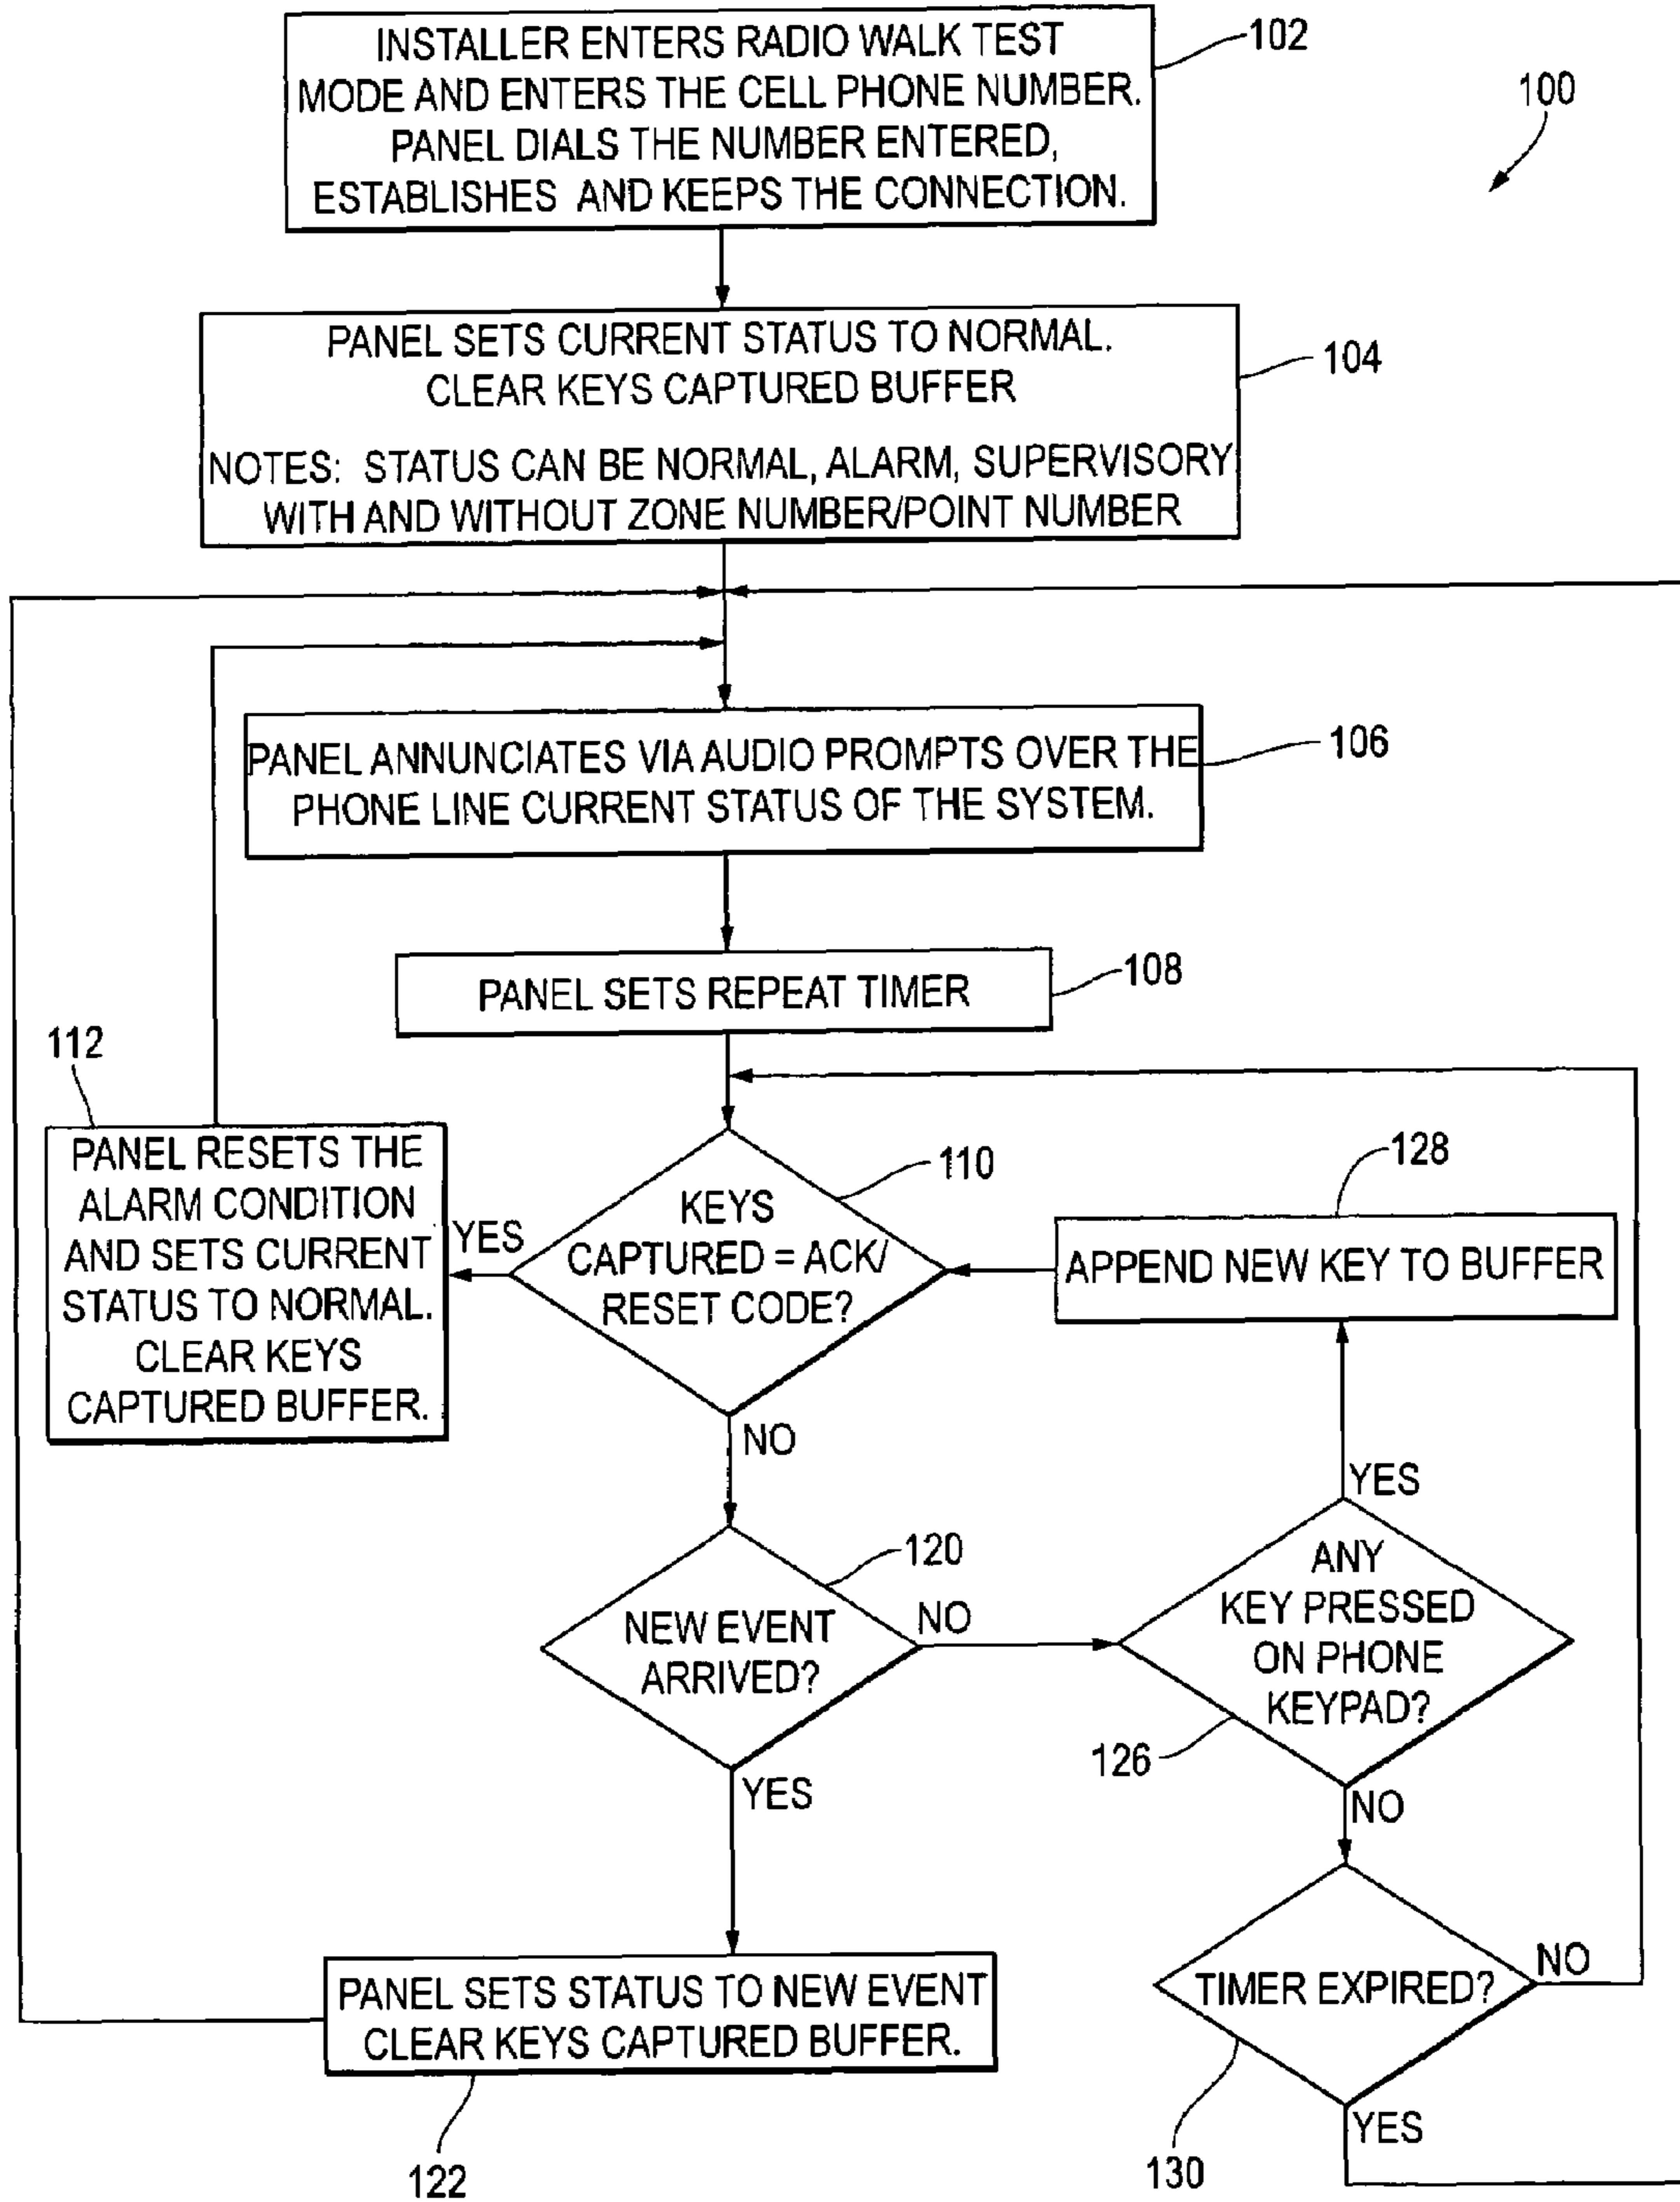 INSTALLER ENTERS RADIO WALK TEST
MODE AND ENTERS THE CELL PHONE NUMBER.
PANEL DIALS THE NUMBER ENTERED,
ESTABLISHES AND KEEPS THE CONNECTION.
102
100
PANEL SETS CURRENT STATUS TO NORMAL.
CLEAR KEYS CAPTURED BUFFER
NOTES: STATUS CAN BE NORMAL, ALARM, SUPERVISORY
WITH AND WITHOUT ZONE NUMBER/POINT NUMBER
104
PANEL ANNUNCIATES VIA AUDIO PROMPTS OVER THE
PHONE LINE CURRENT STATUS OF THE SYSTEM.
106
PANEL SETS REPEAT TIMER
108
112
PANEL RESETS THE
ALARM CONDITION
AND SETS CURRENT
STATUS TO NORMAL.
CLEAR KEYS
CAPTURED BUFFER.
YES
KEYS
CAPTURED = ACK/
RESET CODE?
110
NO
128
APPEND NEW KEY TO BUFFER
YES
NEW EVENT
ARRIVED?
120
NO
YES
ANY
KEY PRESSED
ON PHONE
KEYPAD?
126
NO
PANEL SETS STATUS TO NEW EVENT
CLEAR KEYS CAPTURED BUFFER.
122
TIMER EXPIRED?
NO
130
YES